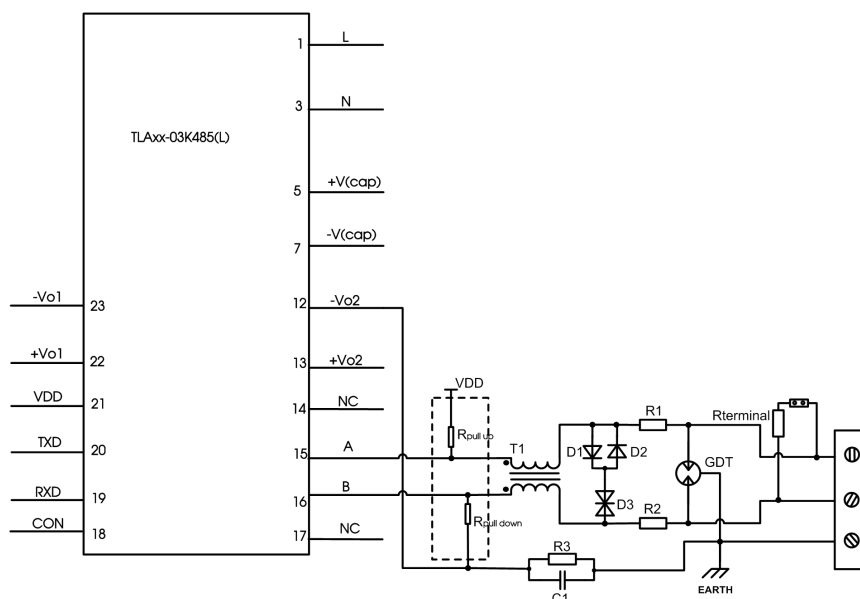 1
L
3
N
TLAxx-03K485(L)
5
+V(cap)
7
-V(cap)
-Vo1
23
12
-Vo2
+Vo1
22
13
+Vo2
VDD
21
14
NC
VDD
TXD
20
15
A
Rpull up
T1
D1
D2
R1
Rterminal
GDT
RXD
19
16
B
Rpull down
D3
R2
CON
18
17
NC
R3
C1
EARTH